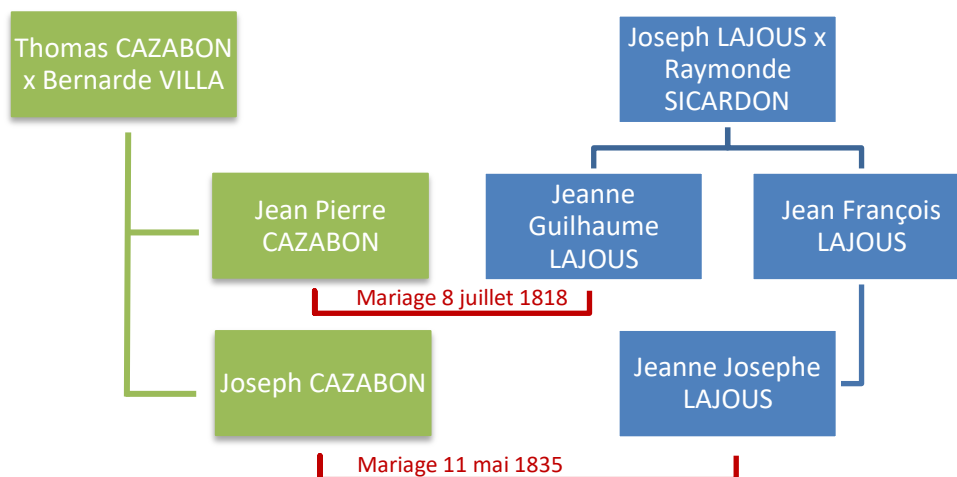 Thomas CAZABON
x Bernarde VILLA
Joseph LAJOUS x
Raymonde
SICARDON
Jean Pierre
CAZABON
Jeanne
Guilhaume
LAJOUS
Jean François
LAJOUS
Mariage 8 juillet 1818
Joseph CAZABON
Jeanne Josephe
LAJOUS
Mariage 11 mai 1835